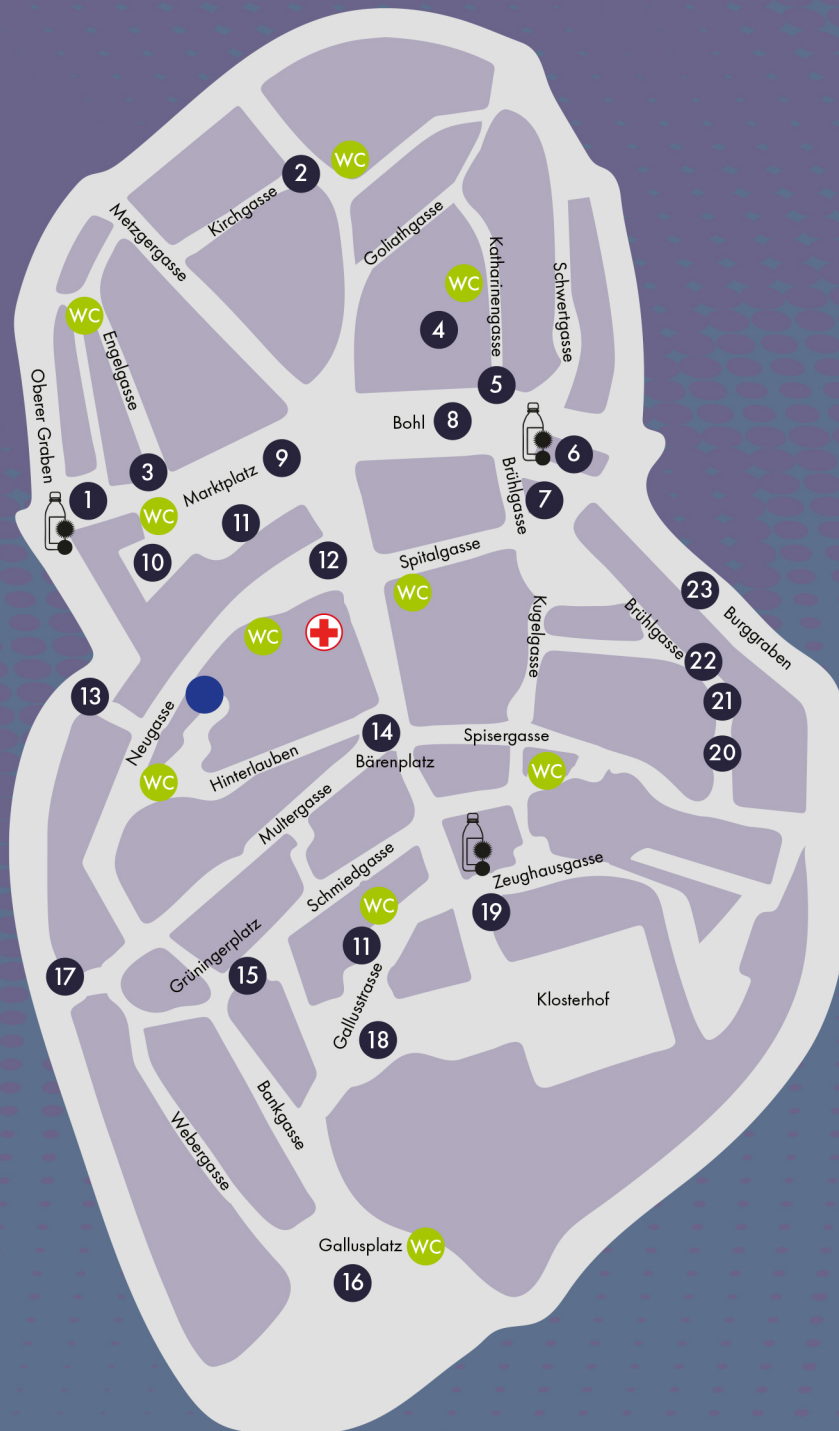 WC
2
Kirchgasse
Metzgergasse
Goliathgasse
WC
Katharinengasse
Schwertgasse
4
WC
Engelgasse
Oberer Graben
5
Bohl
8
6
3
Marktplatz
9
1
WC
11
10
Brühlgasse
7
12
Spitalgasse
WC
Kugelgasse
23
Burggraben
Brühlgasse
22
21
20
WC
13
Neugasse
14
Bärenplatz
Spisergasse
WC
Hinterlauben
WC
Multergasse
Schmiedgasse
Zeughausgasse
19
WC
11
Grüningerplatz
15
17
Gallusstrasse
18
Klosterhof
Bankgasse
Webergasse
Gallusplatz
WC
16